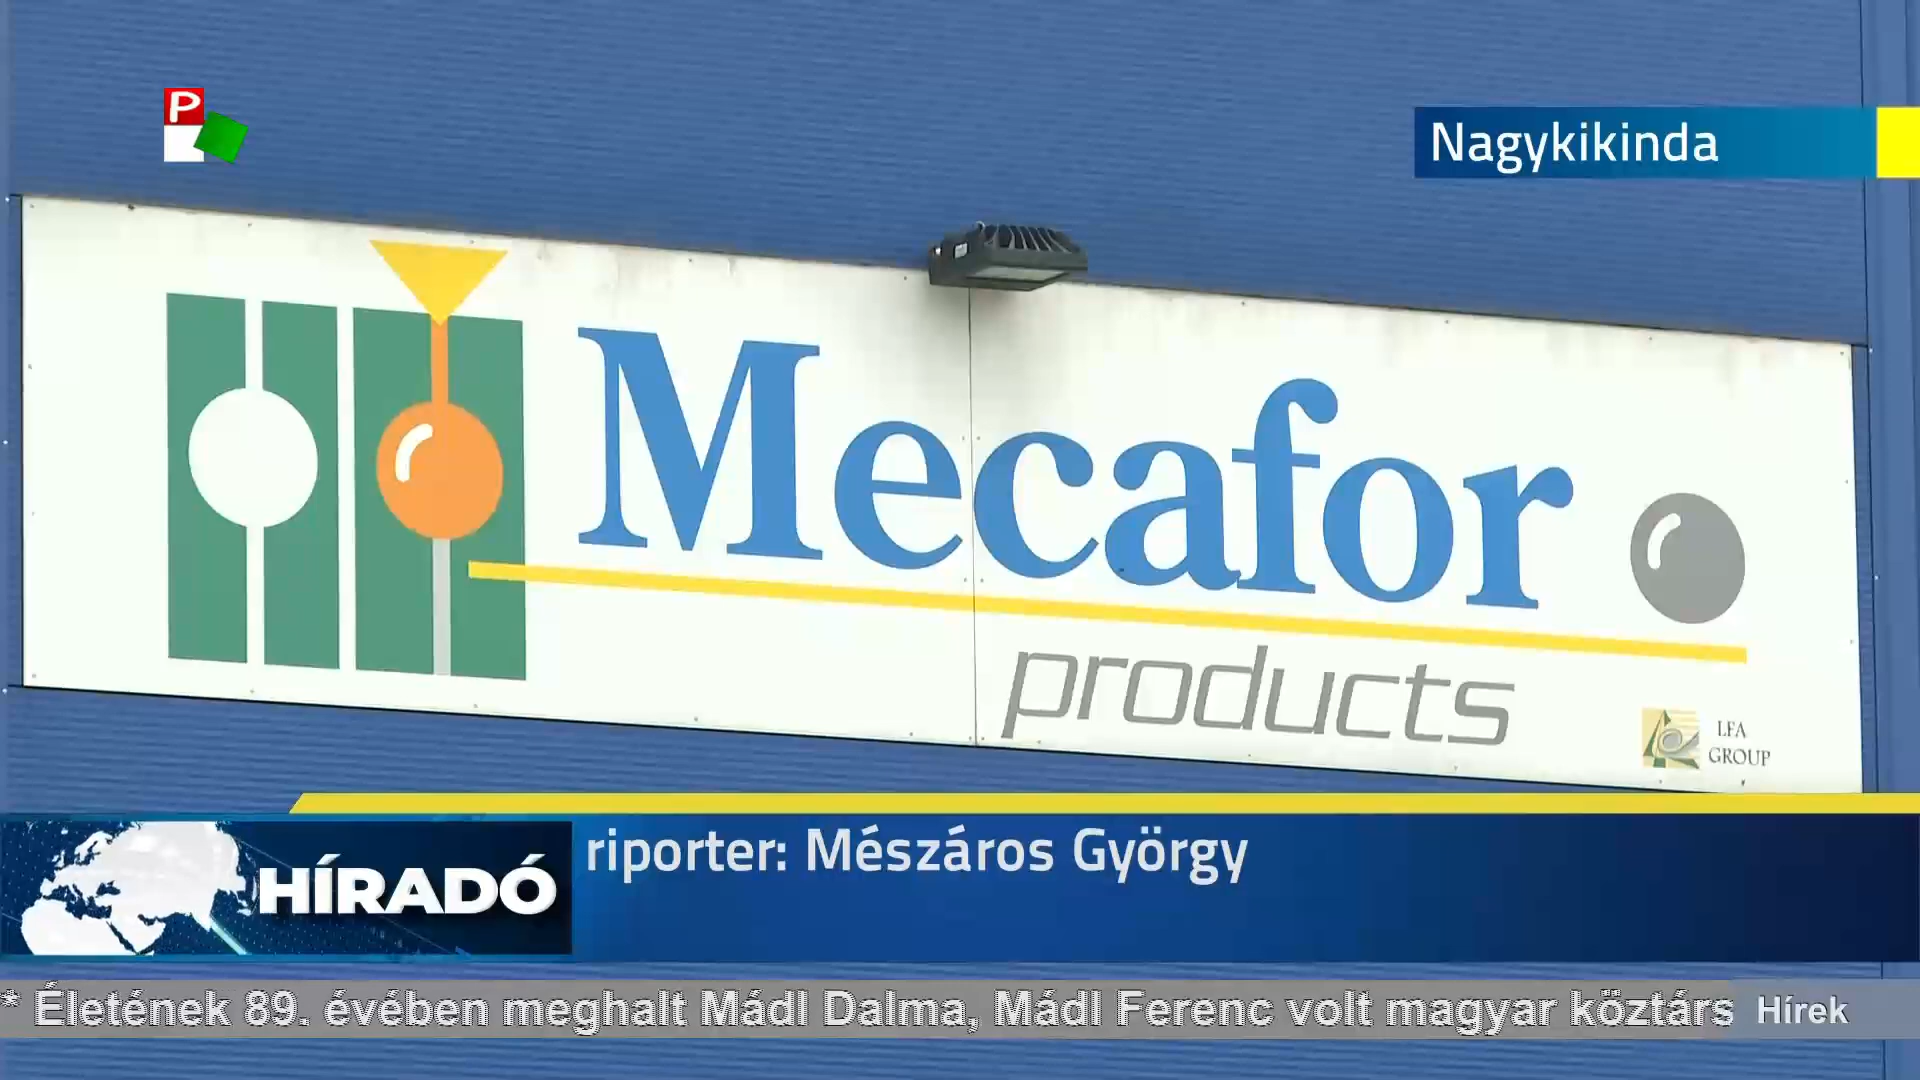 P
Nagykikinda
Mecafor
products
LFA
GROUP
riporter: Mészáros György
HÍRADÓ
* Életének 89. évében meghalt Mádl Dalma, Mádl Ferenc volt magyar köztárs
Hírek